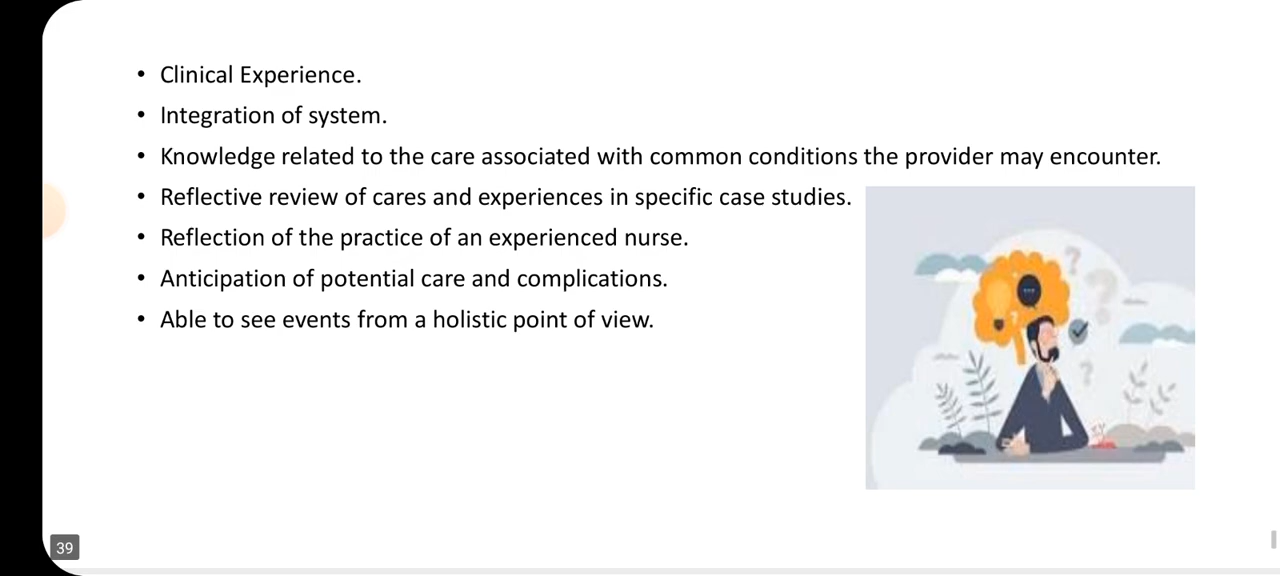 • Clinical Experience.
• Integration of system.
• Knowledge related to the care associated with common conditions the provider may encounter.
• Reflective review of cares and experiences in specific case studies.
• Reflection of the practice of an experienced nurse.
• Anticipation of potential care and complications.
• Able to see events from a holistic point of view.
39